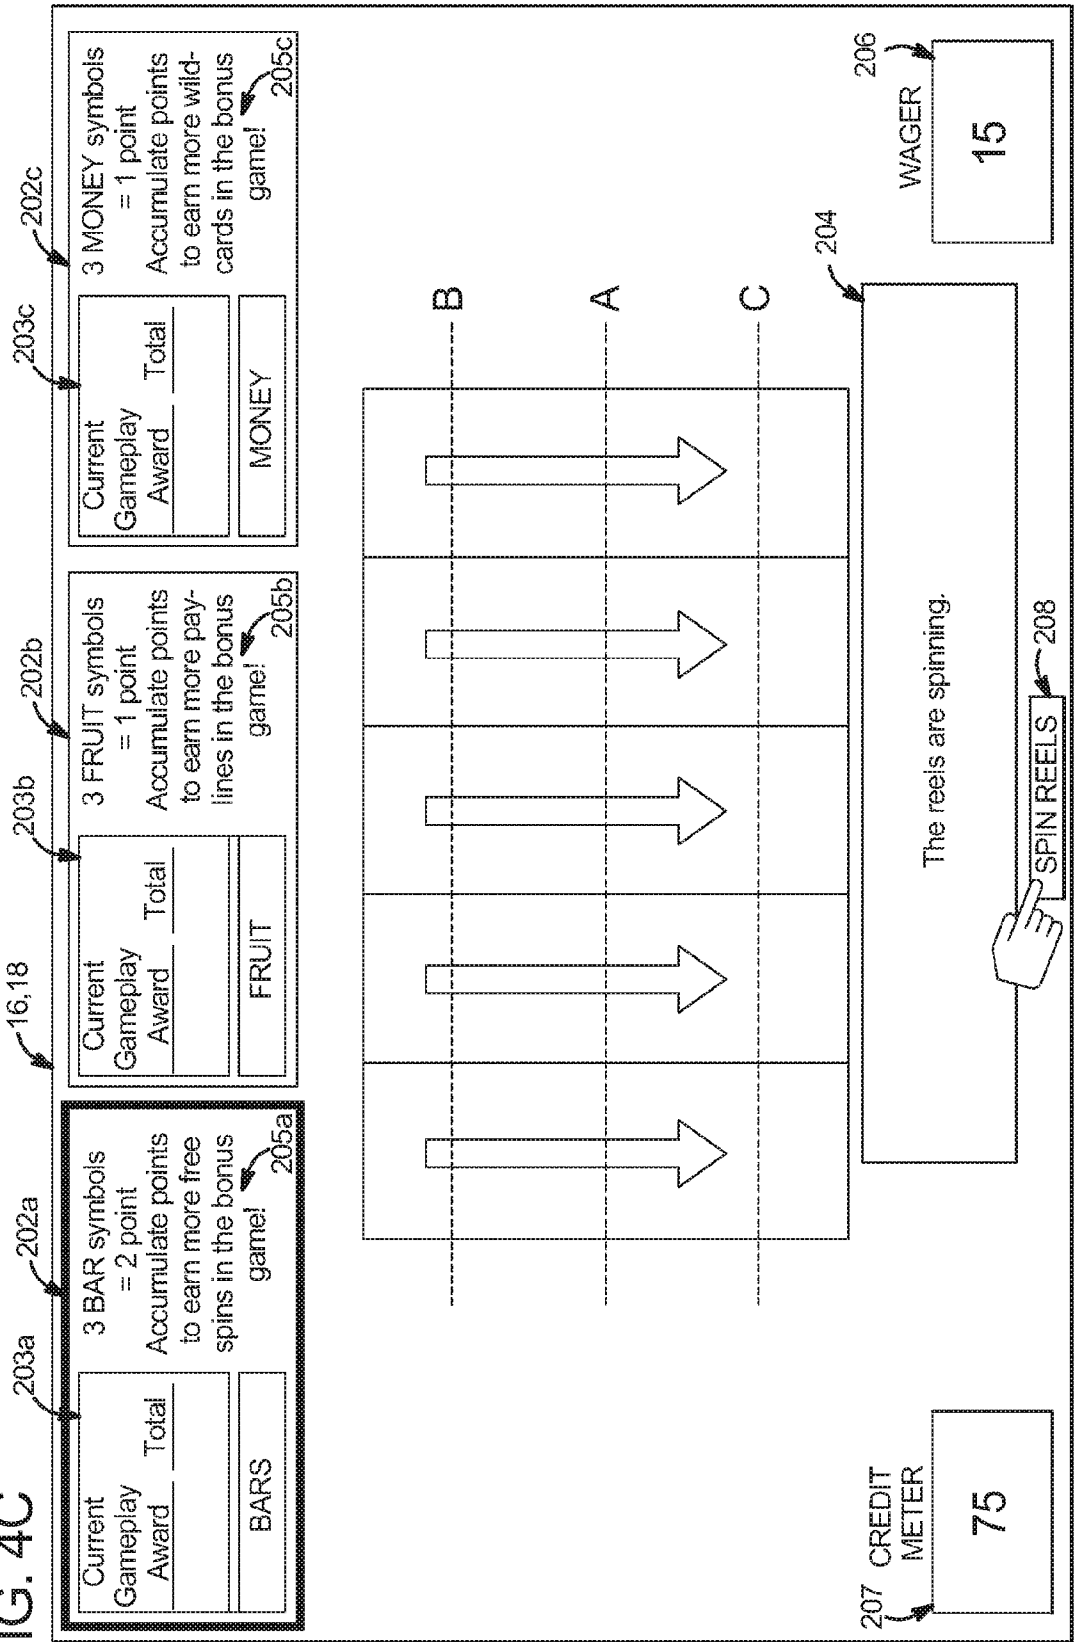 IG. 4C
16,18
203a
202a
203b
202b
203c
202c
Current
Gameplay
Award Total
BARS
3 BAR symbols
= 2 point
Accumulate points
to earn more free
spins in the bonus
game!
205a
Current
Gameplay
Award Total
FRUIT
3 FRUIT symbols
= 1 point
Accumulate points
to earn more pay-
lines in the bonus
game!
205b
Current
Gameplay
Award Total
MONEY
3 MONEY symbols
= 1 point
Accumulate points
to earn more wild-
cards in the bonus
game!
205c
B
A
C
204
The reels are spinning.
207
CREDIT
METER
75
SPIN REELS
208
WAGER
206
15